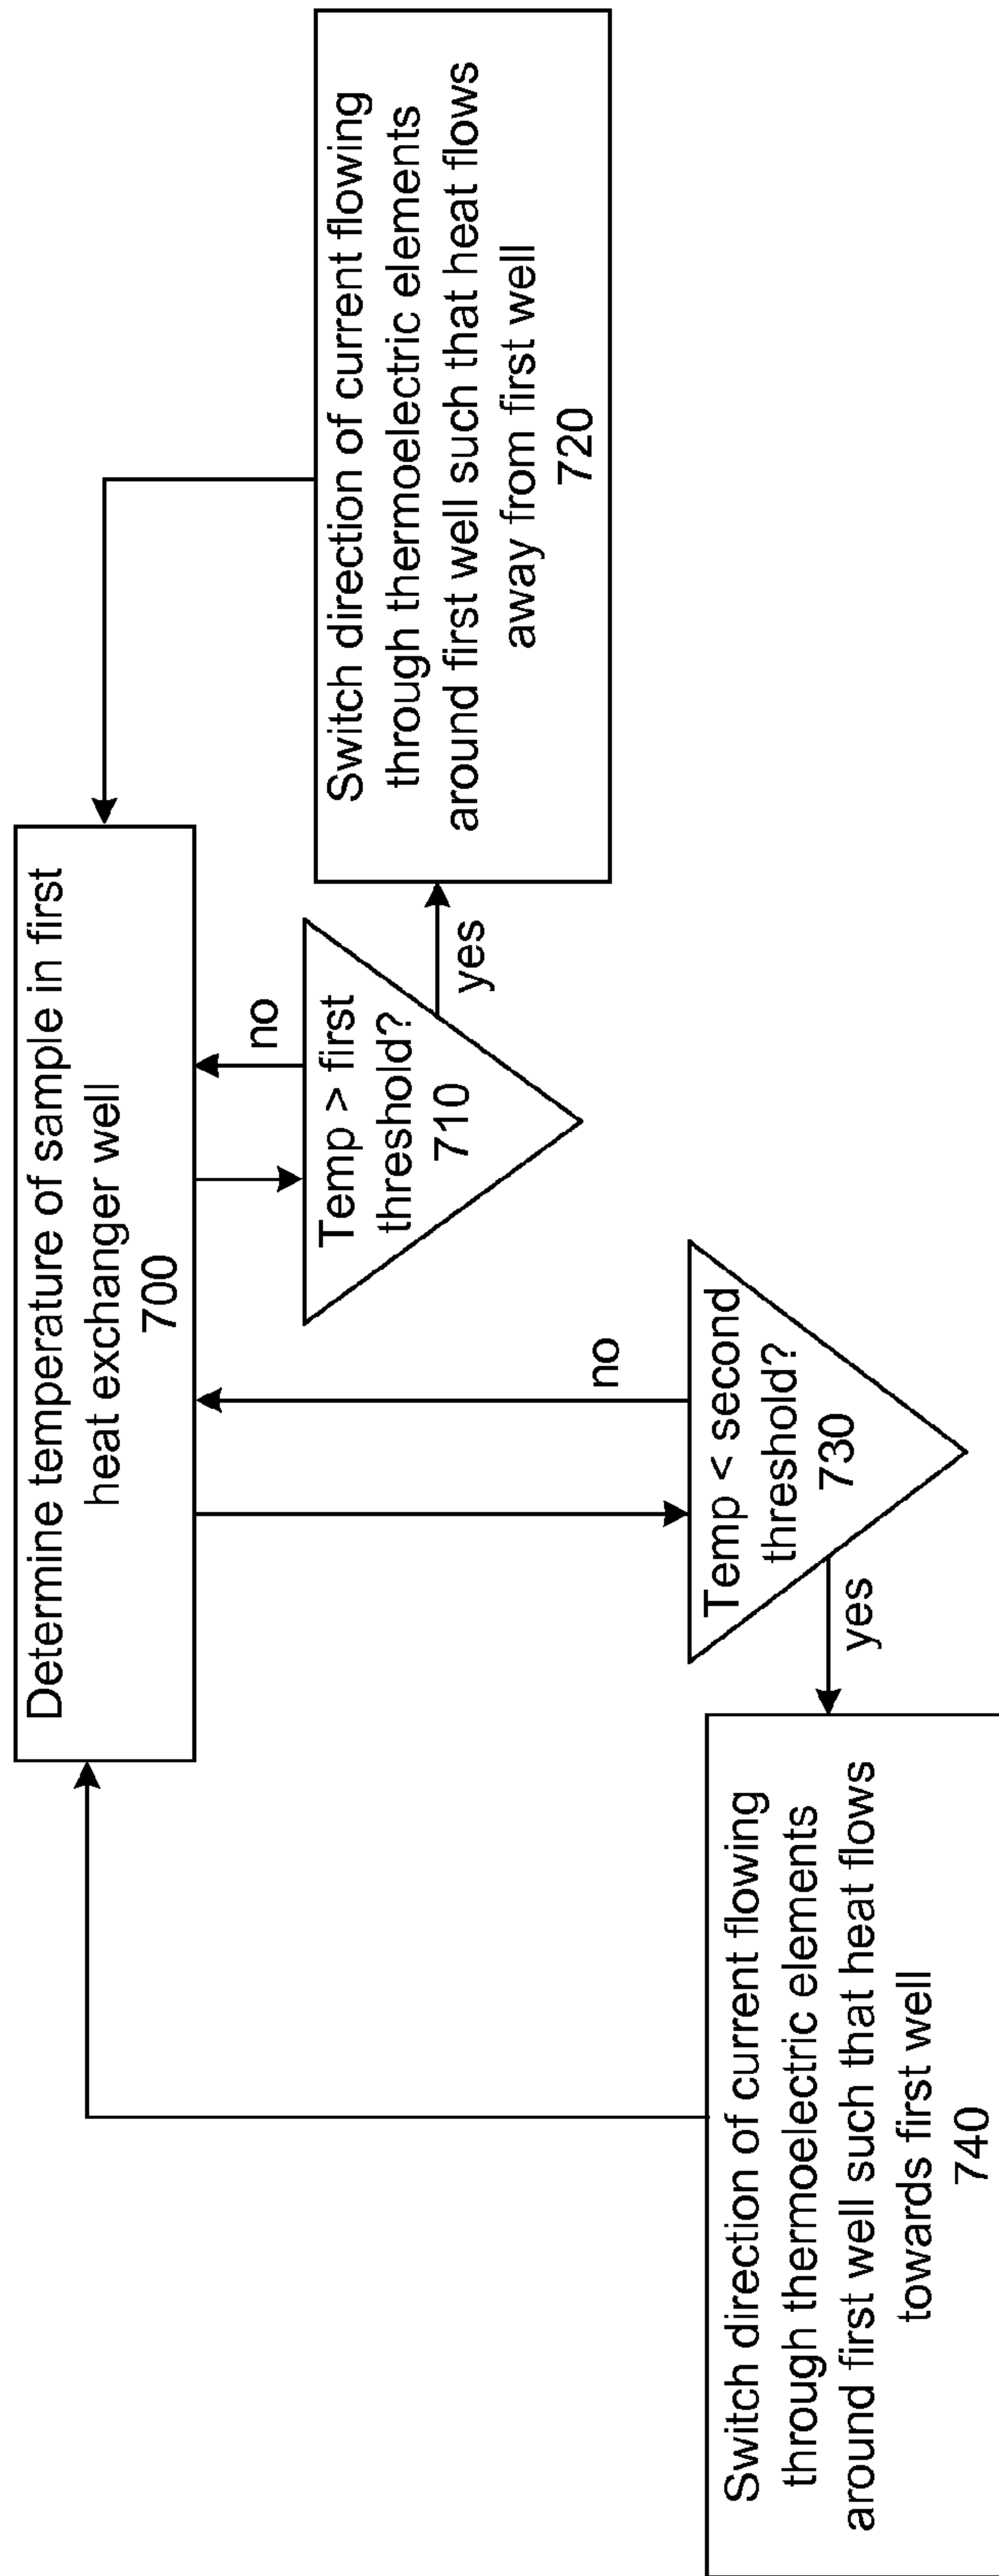 Determine temperature of sample in first
heat exchanger well
700
no
Temp > first
threshold?
710
yes
Switch direction of current flowing
through thermoelectric elements
around first well such that heat flows
away from first well
720
no
Temp < second
threshold?
730
yes
Switch direction of current flowing
through thermoelectric elements
around first well such that heat flows
towards first well
740